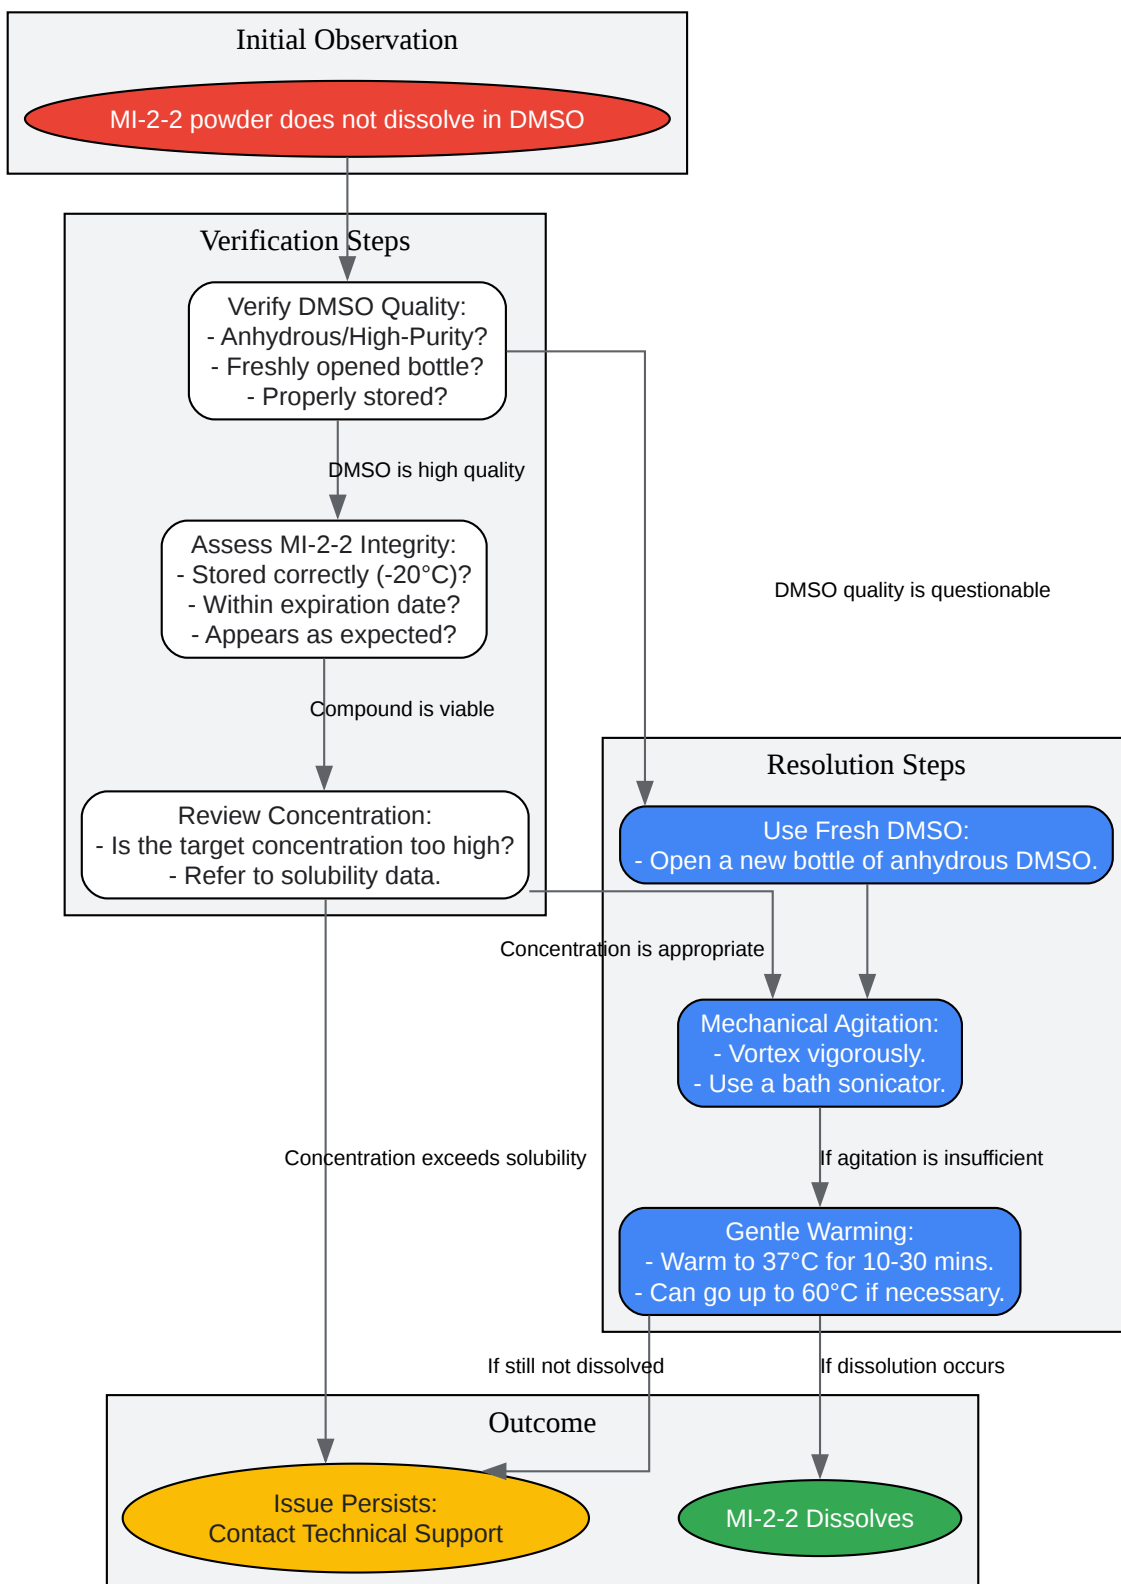 Initial Observation
MI-2-2 powder does not dissolve in DMSO
Verification Steps
Verify DMSO Quality:
- Anhydrous/High-Purity?
- Freshly opened bottle?
- Properly stored?
DMSO is high quality
Assess MI-2-2 Integrity:
- Stored correctly (-20°C)?
- Within expiration date?
- Appears as expected?
DMSO quality is questionable
Compound is viable
Review Concentration:
- Is the target concentration too high?
- Refer to solubility data.
Resolution Steps
Use Fresh DMSO:
- Open a new bottle of anhydrous DMSO.
Concentration is appropriate
Mechanical Agitation:
- Vortex vigorously.
- Use a bath sonicator.
Concentration exceeds solubility
If agitation is insufficient
Gentle Warming:
- Warm to 37°C for 10-30 mins.
- Can go up to 60°C if necessary.
If still not dissolved
If dissolution occurs
Outcome
Issue Persists:
Contact Technical Support
MI-2-2 Dissolves